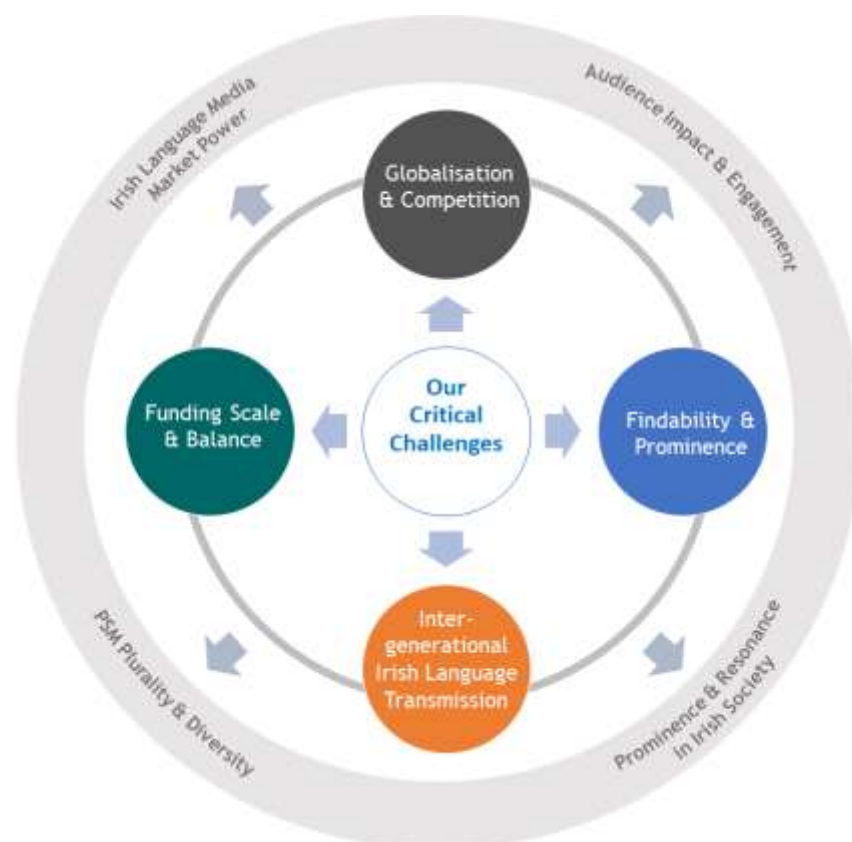 Irish Language Media
Market Power
Audience Impact & Engagement
Globalisation
& Competition
Funding Scale
& Balance
Our
Critical
Challenges
Findability &
Prominence
Inter-
generational
Irish Language
Transmission
PSM Plurality & Diversity
Prominence & Resonance
in Irish Society